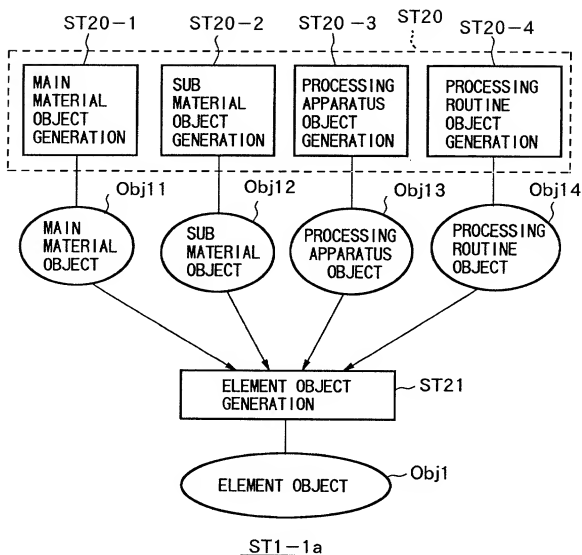 ST20-1
ST20-2
ST20-3
ST20
ST20-4
MAIN
MATERIAL
OBJECT
GENERATION
SUB
MATERIAL
OBJECT
GENERATION
PROCESSING
APPARATUS
OBJECT
GENERATION
PROCESSING
ROUTINE
OBJECT
GENERATION
Obj11
Obj12
Obj13
Obj14
MAIN
MATERIAL
OBJECT
SUB
MATERIAL
OBJECT
PROCESSING
APPARATUS
OBJECT
PROCESSING
ROUTINE
OBJECT
ELEMENT OBJECT
GENERATION
ST21
ELEMENT OBJECT
Obj1
ST1-1a